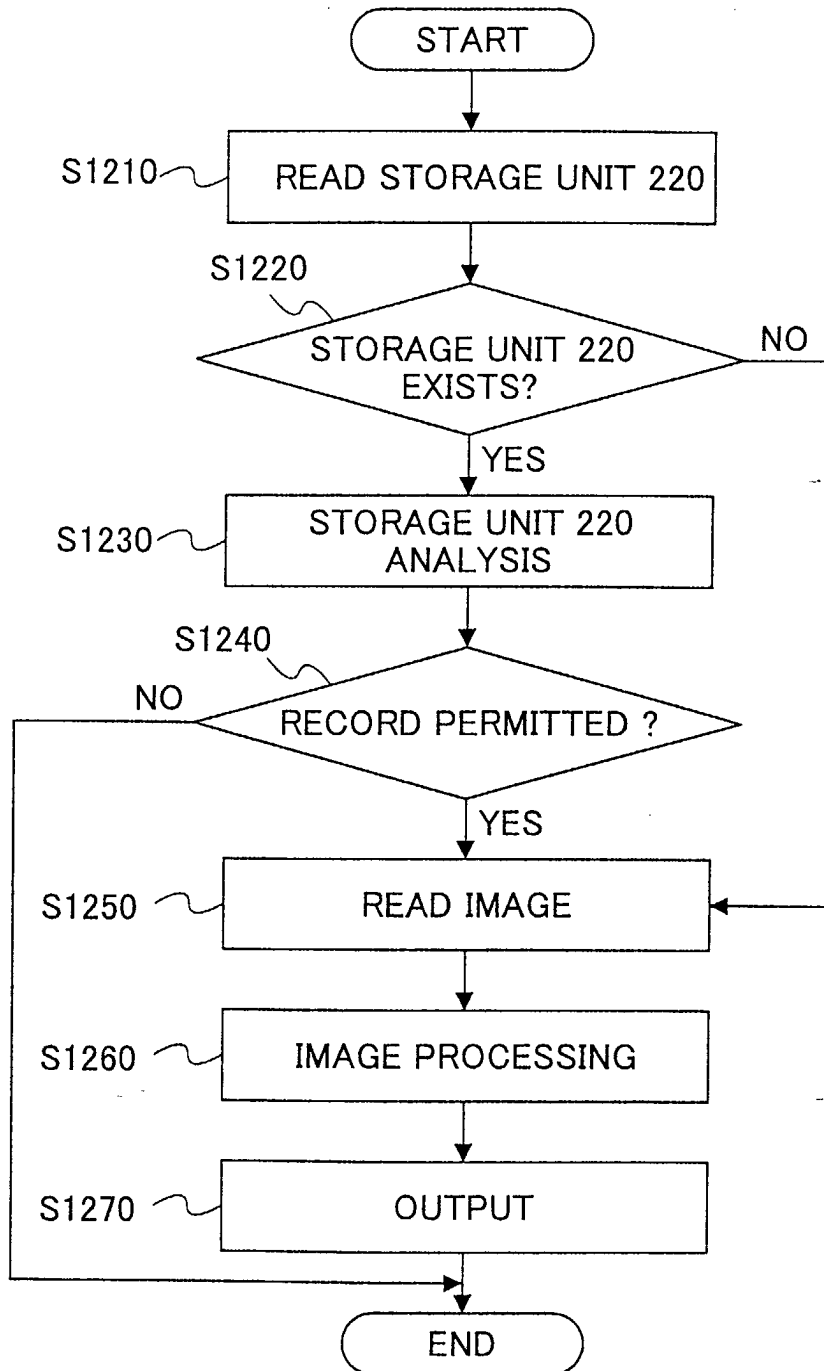 START
S1210
READ STORAGE UNIT 220
S1220
STORAGE UNIT 220
EXISTS?
NO
YES
S1230
STORAGE UNIT 220
ANALYSIS
S1240
NO
RECORD PERMITTED ?
YES
S1250
READ IMAGE
S1260
IMAGE PROCESSING
S1270
OUTPUT
END